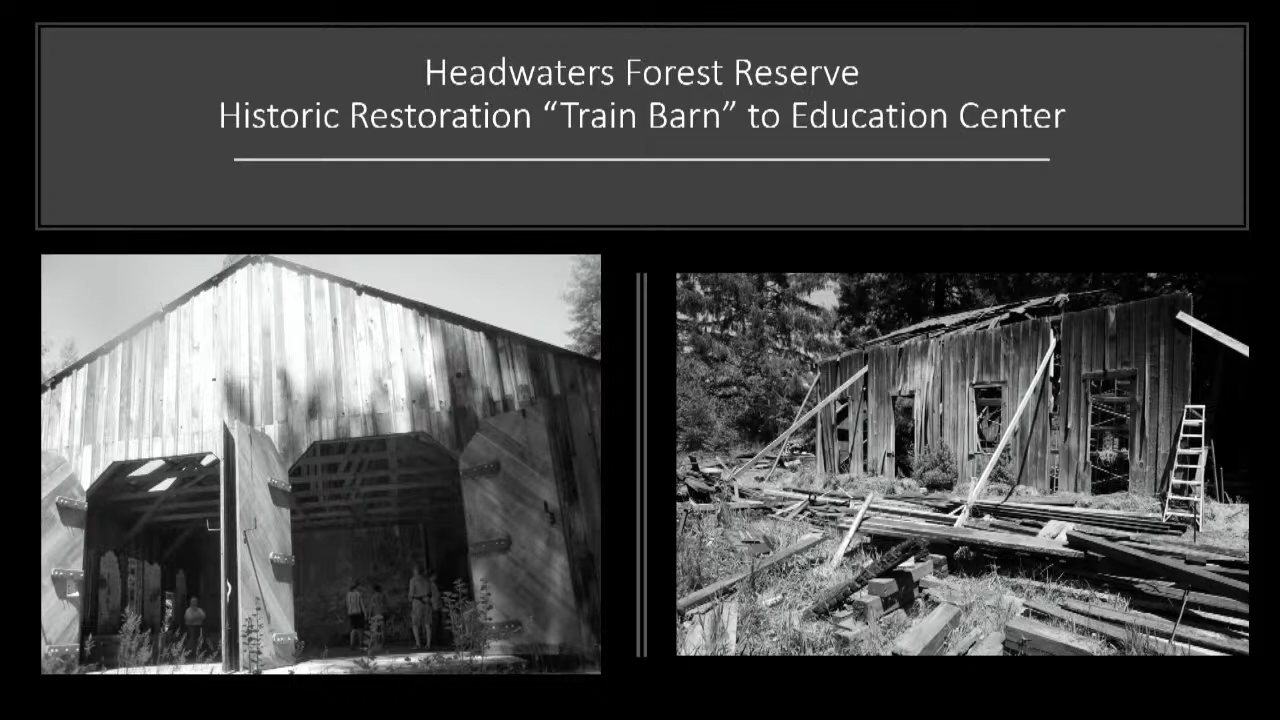 Headwaters Forest Reserve
Historic Restoration “Train Barn” to Education Center